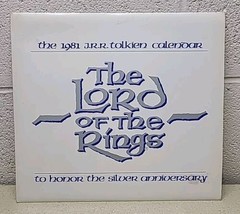 the 1981 J.R.R. tolkien calendar
The
Lord
of the
Rings
to honor the silver anniversary